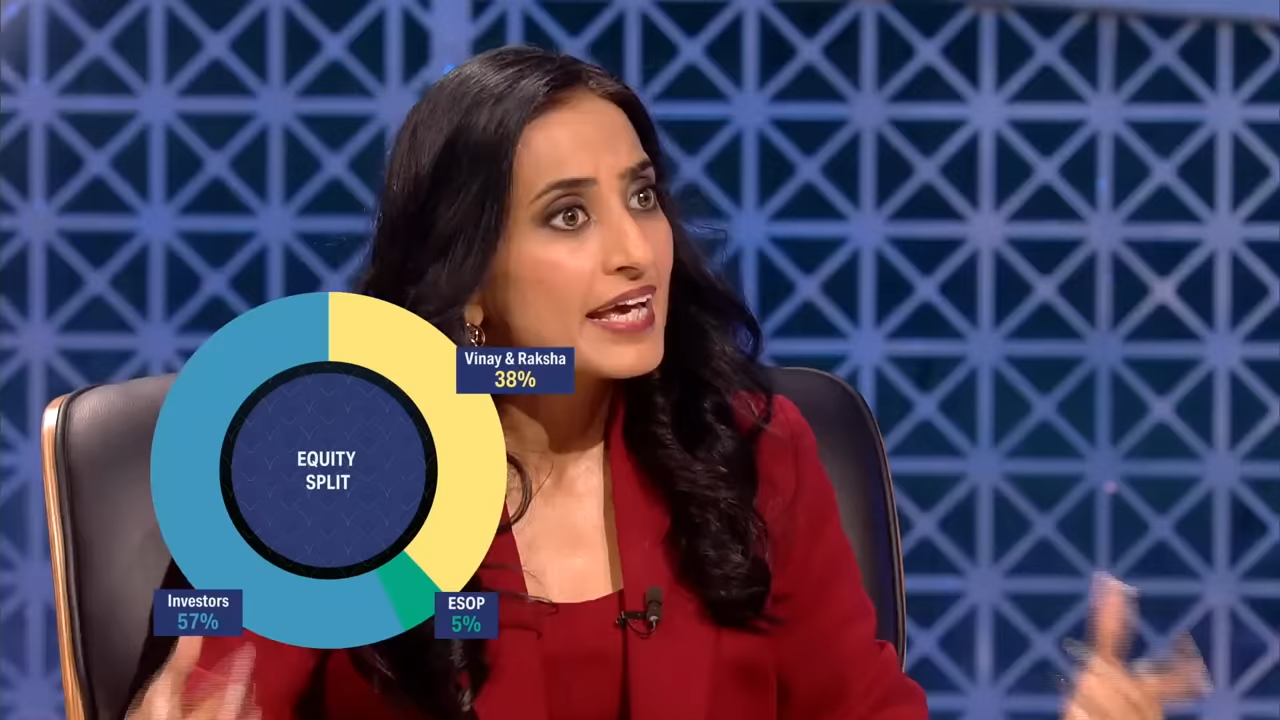 Vinay & Raksha
38%
EQUITY
SPLIT
Investors
57%
ESOP
5%